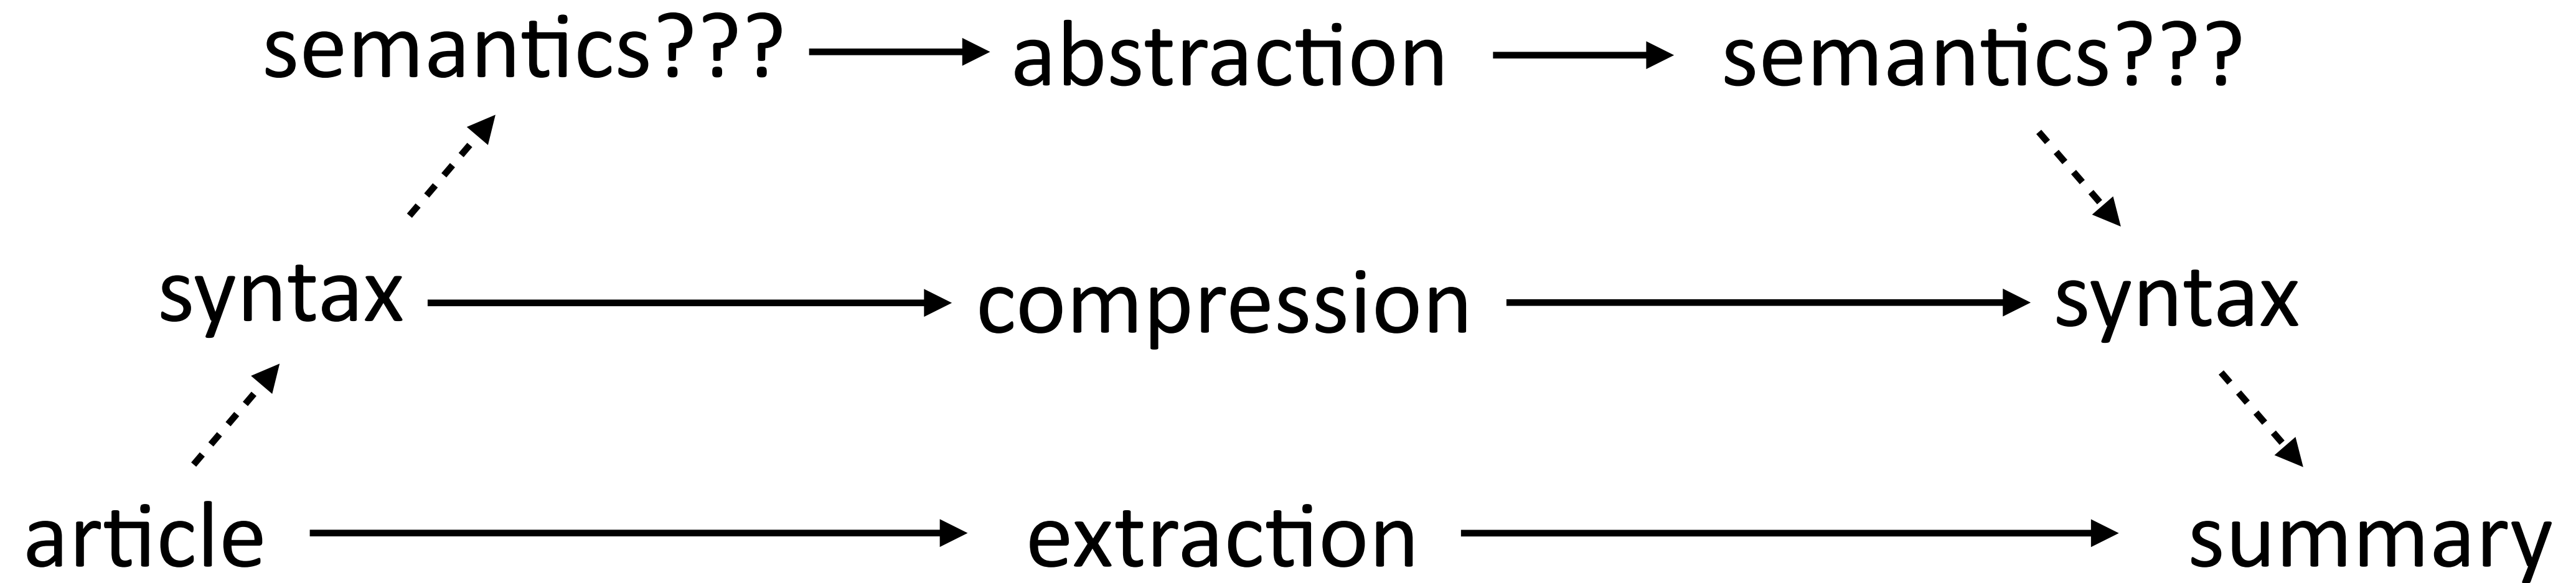 semantics??? abstraction semantics???
syntax compression syntax
article extraction summary